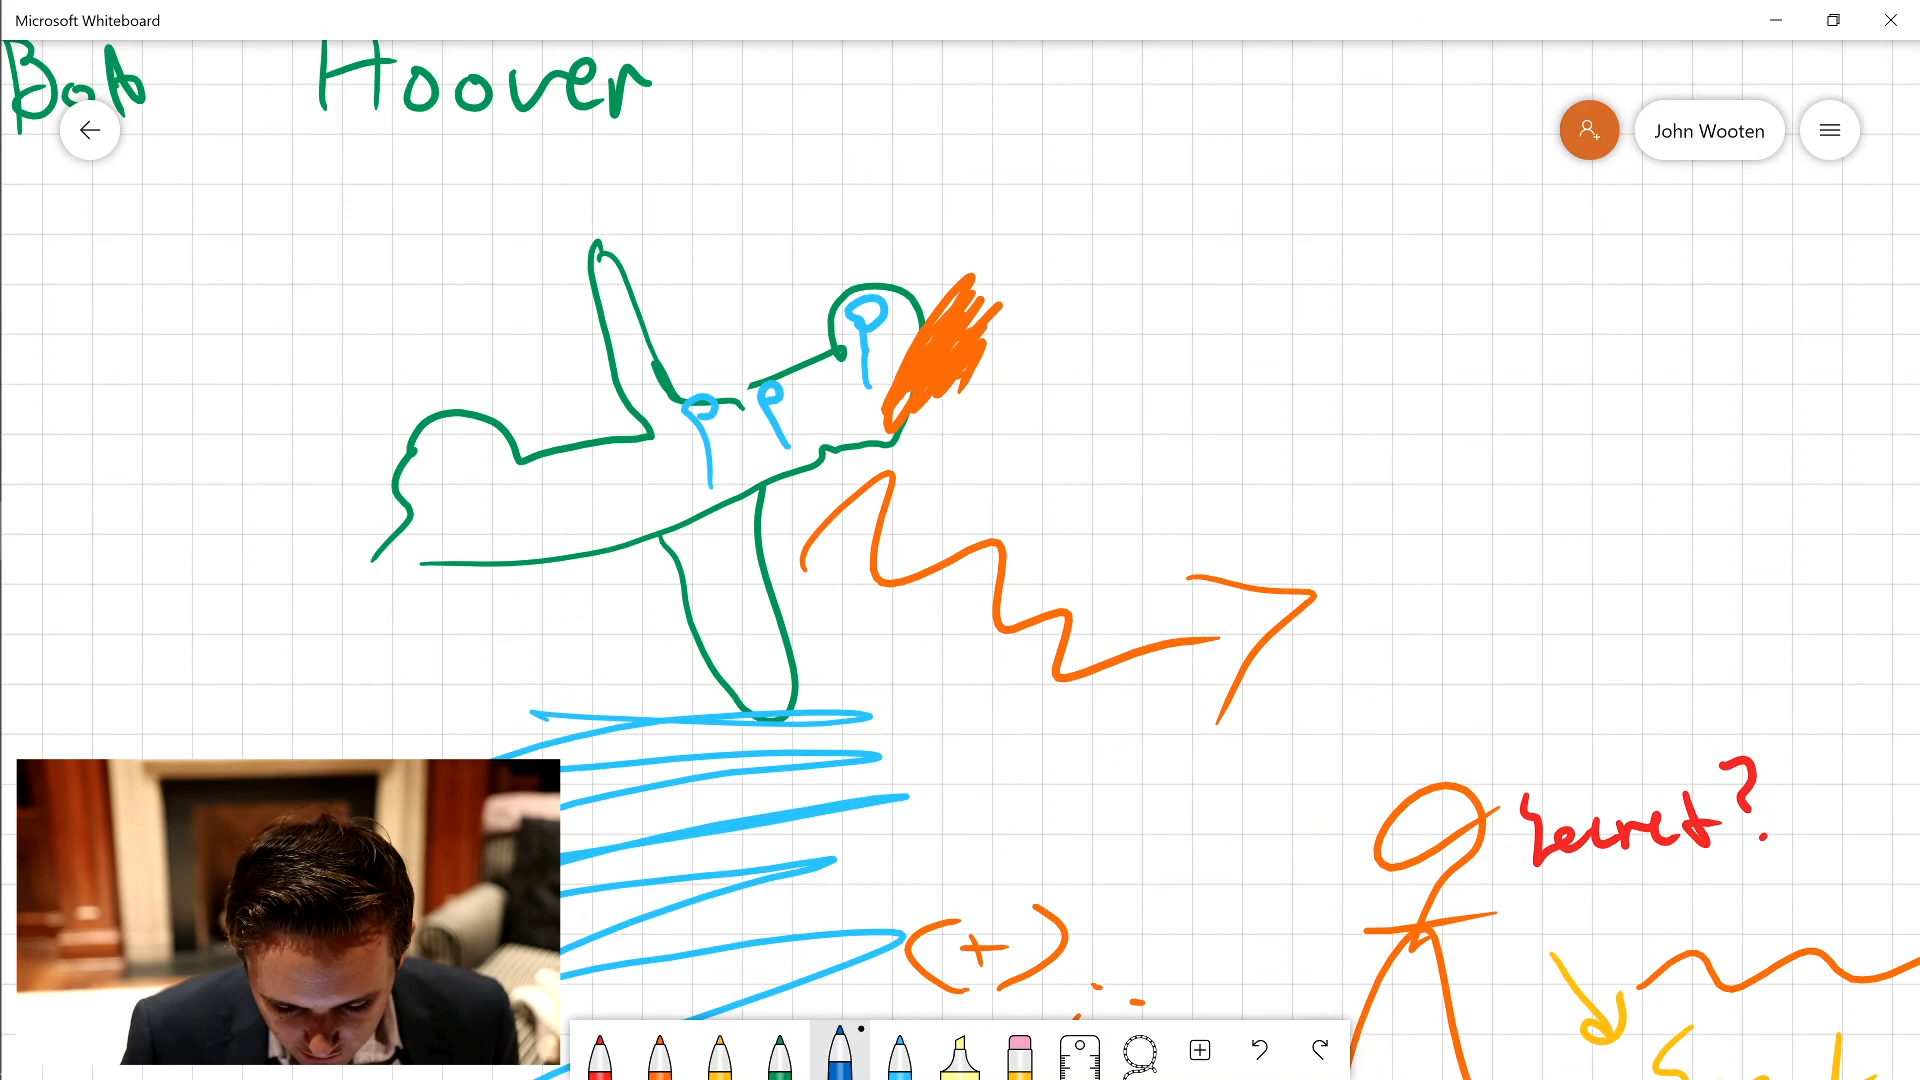 Microsoft Whiteboard
Bob Hoover
John Wooten
P P P
Secret?
(+)